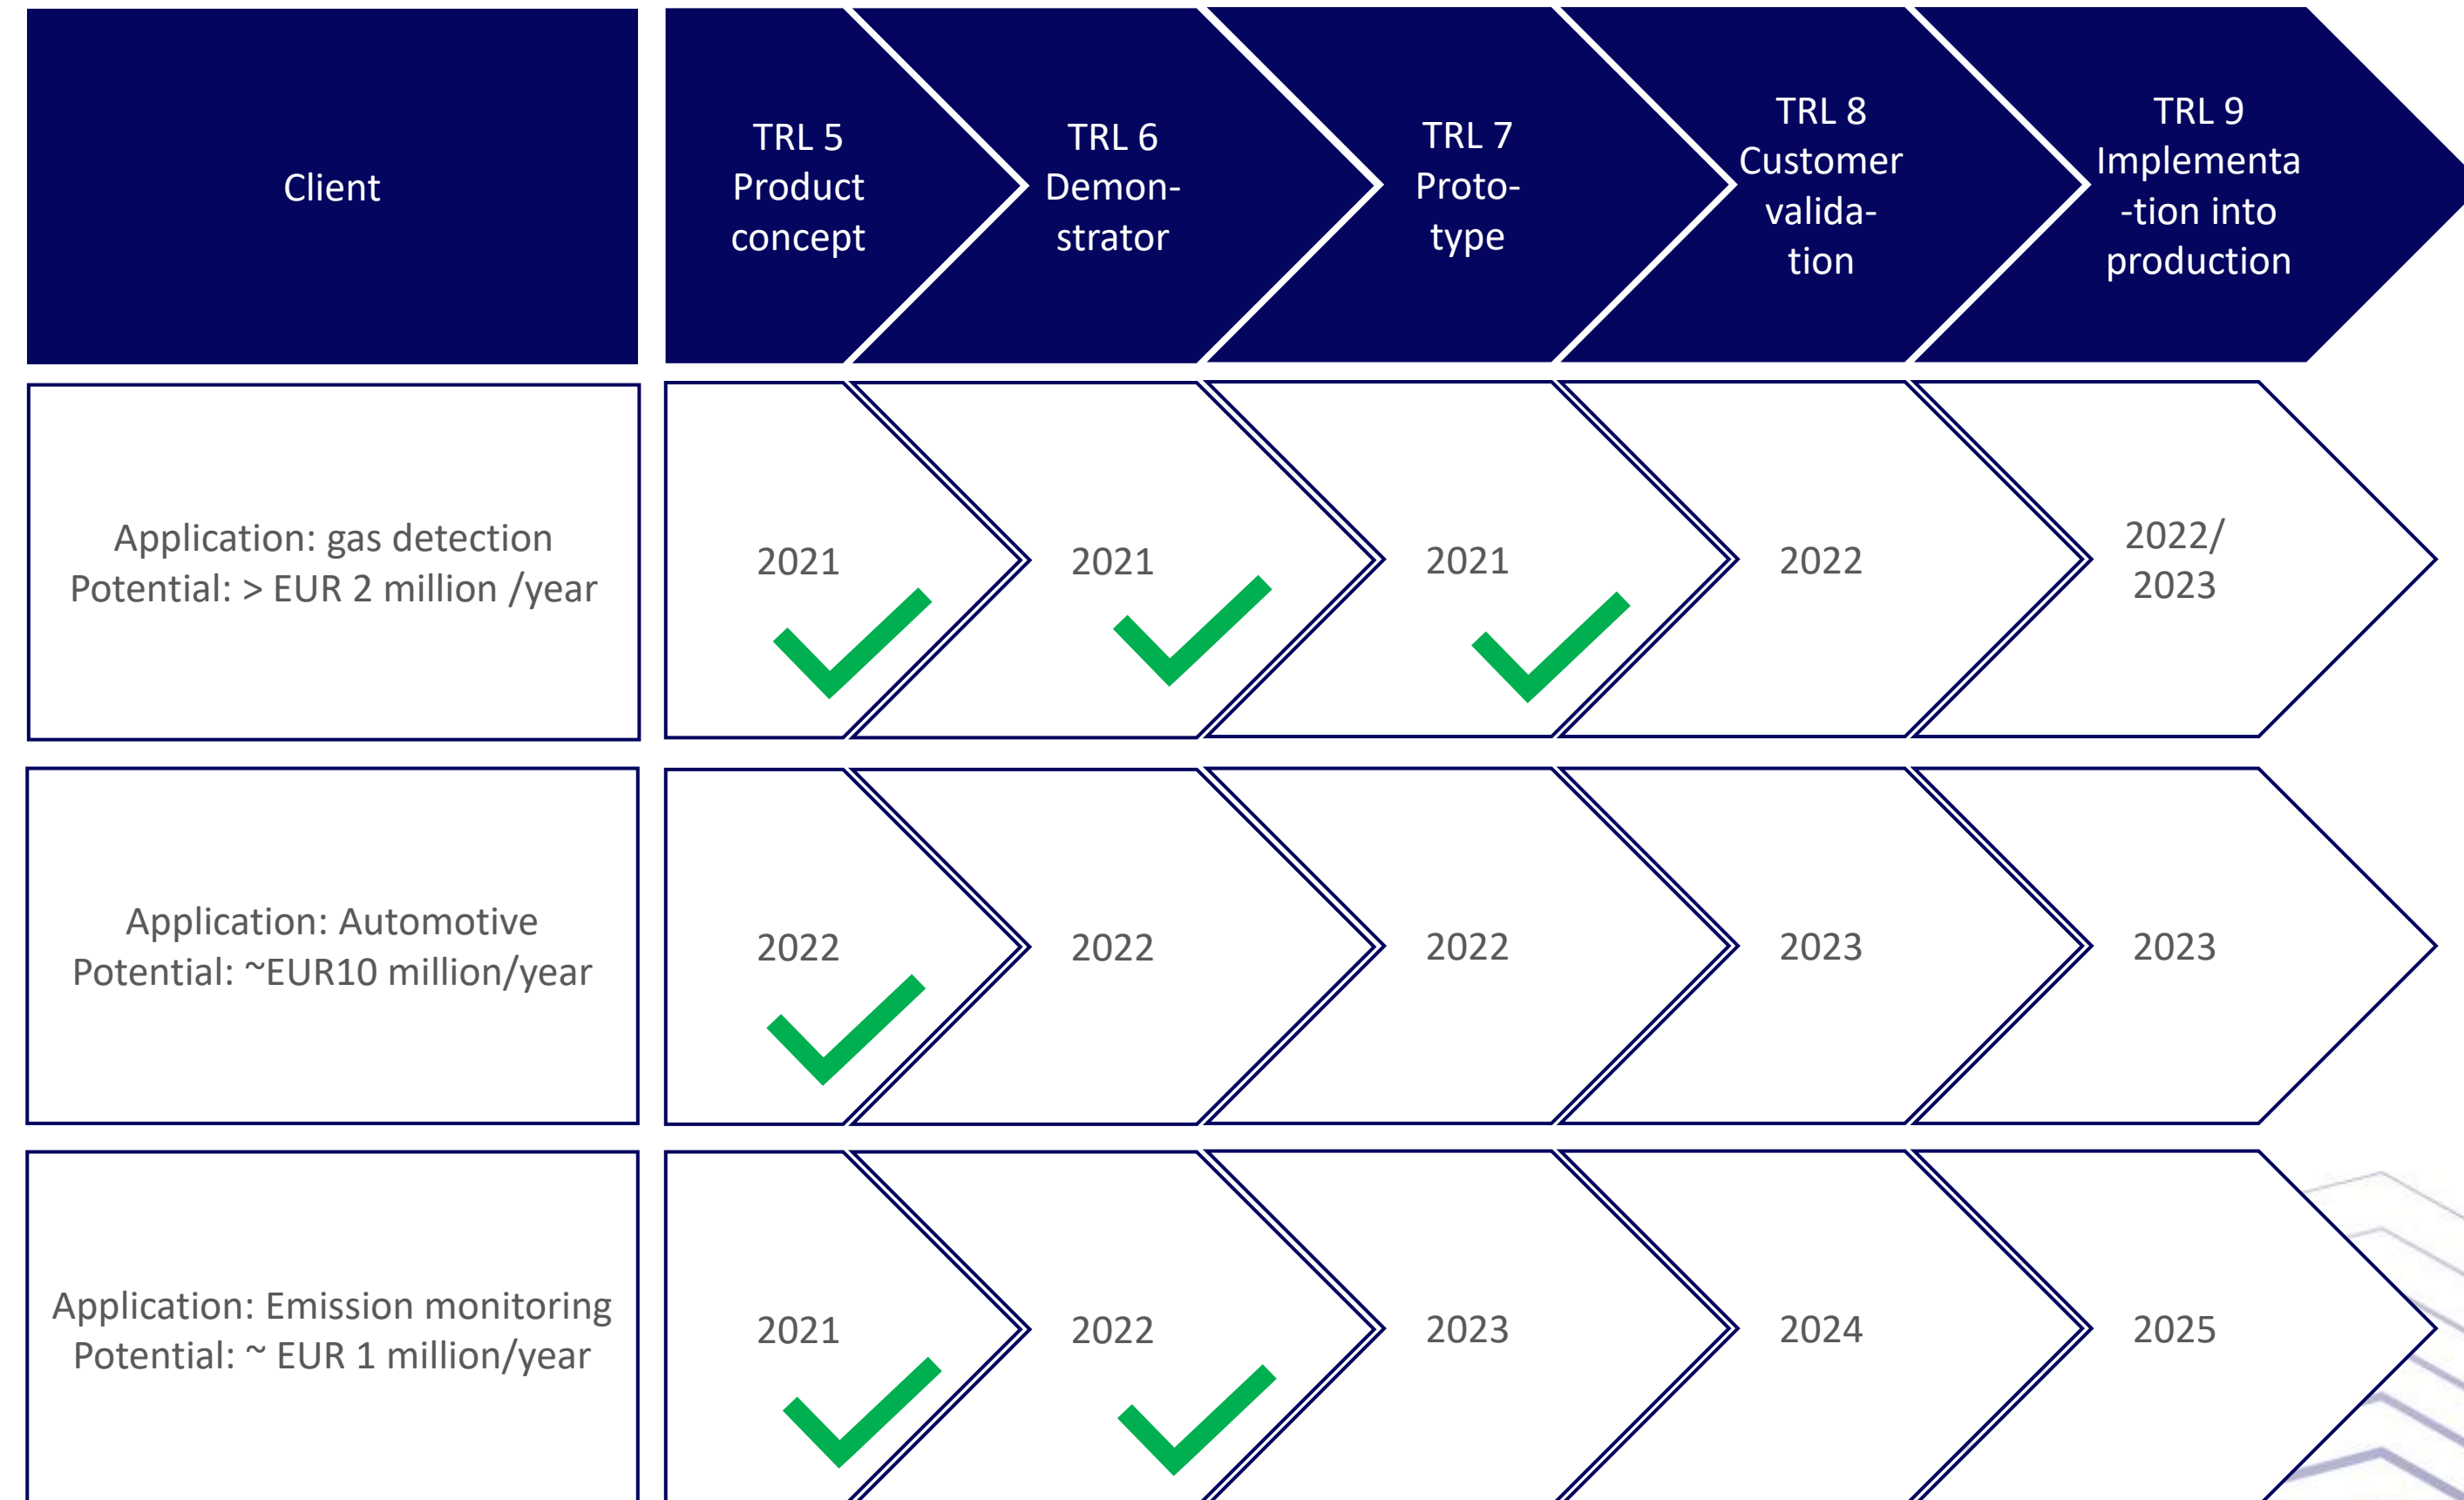 Client
TRL 5
Product
concept
TRL 6
Demon-
strator
TRL 7
Proto-
type
TRL 8
Customer
valida-
tion
TRL 9
Implementa
-tion into
production
Application: gas detection
Potential: > EUR 2 million /year
2021
2021
2021
2022
2022/
2023
Application: Automotive
Potential: ~EUR10 million/year
2022
2022
2022
2023
2023
Application: Emission monitoring
Potential: ~ EUR 1 million/year
2021
2022
2023
2024
2025